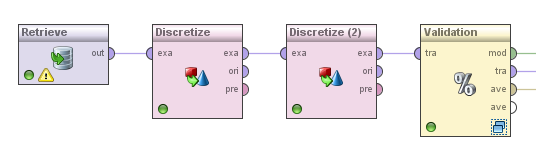 Retrieve
out
Discretize
exa
exa
ori
pre
Discretize (2)
exa
exa
ori
pre
Validation
tra
mod
tra
ave
ave
%